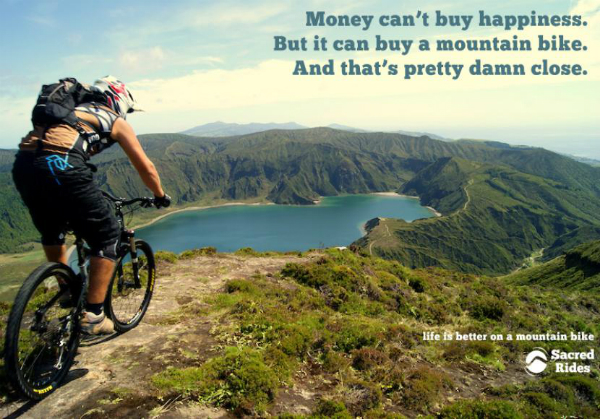 Money can't buy happiness.
But it can buy a mountain bike.
And that's pretty damn close.
life is better on a mountain bike
Sacred
Rides